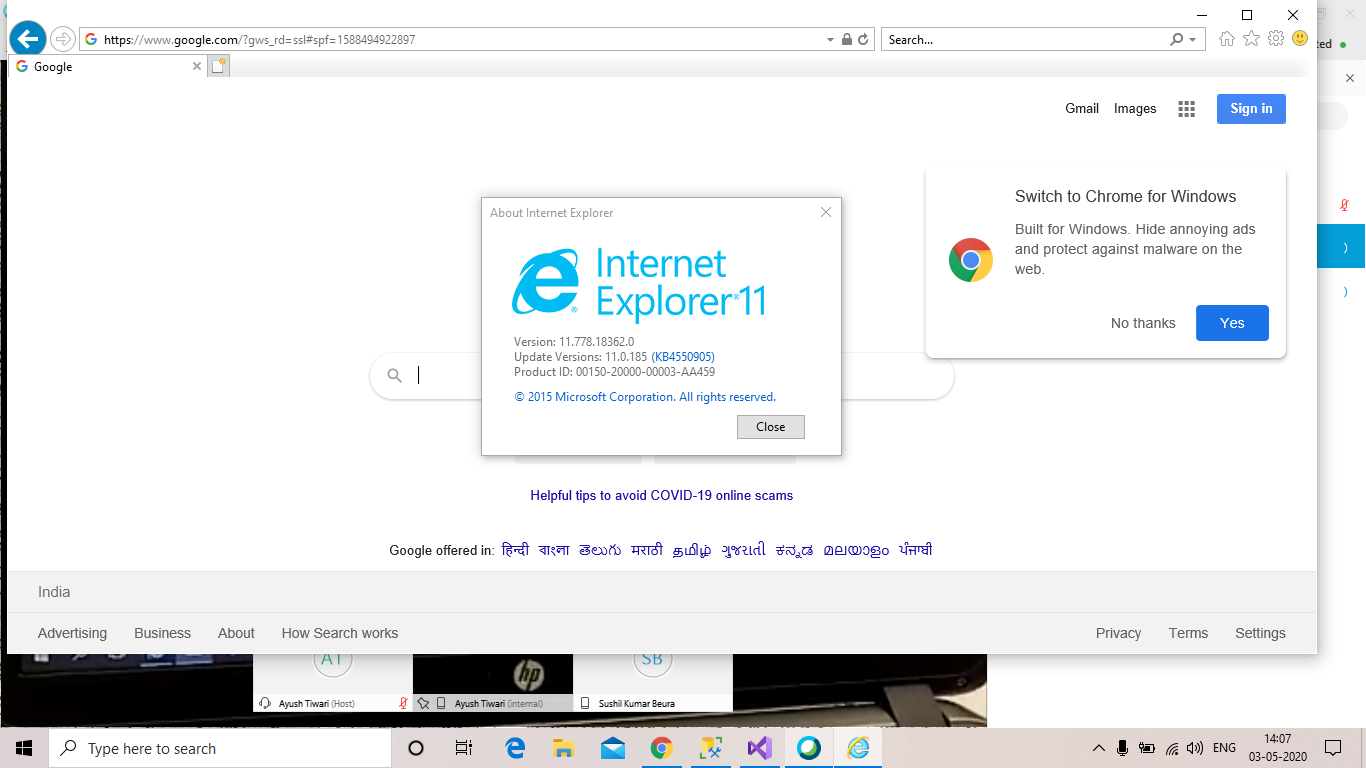 https://www.google.com/?gws_rd=ssl#spf=1588494922897
Search...
ted
Google
Gmail Images
Sign in
Switch to Chrome for Windows
Built for Windows. Hide annoying ads
and protect against malware on the
web.
No thanks Yes
About Internet Explorer
Internet
Explorer®11
Version: 11.778.18362.0
Update Versions: 11.0.185 (KB4550905)
Product ID: 00150-20000-00003-AA459
© 2015 Microsoft Corporation. All rights reserved.
Close
Helpful tips to avoid COVID-19 online scams
Google offered in: हिन्दी বাংলা తెలుగు मराठी தமிழ் ગુજરાતી ಕನ್ನಡ മലയാളം ਪੰਜਾਬੀ
India
Advertising Business About How Search works Privacy Terms Settings
AT hp SB
Ayush Tiwari (Host) Ayush Tiwari (internal) Sushil Kumar Beura
Type here to search
ENG
14:07
03-05-2020